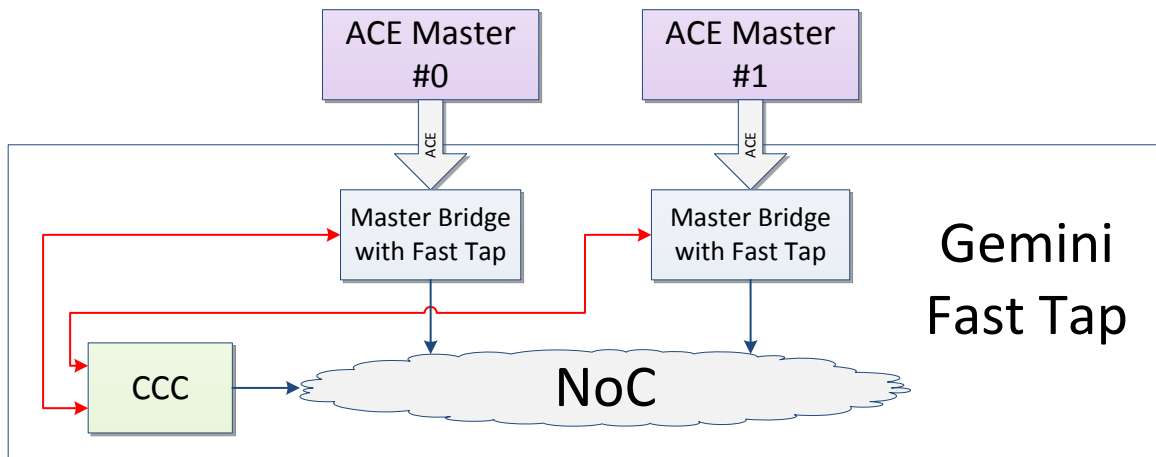 ACE Master
#0
ACE Master
#1
ACE
ACE
Master Bridge
with Fast Tap
Master Bridge
with Fast Tap
Gemini
Fast Tap
CCC
NoC